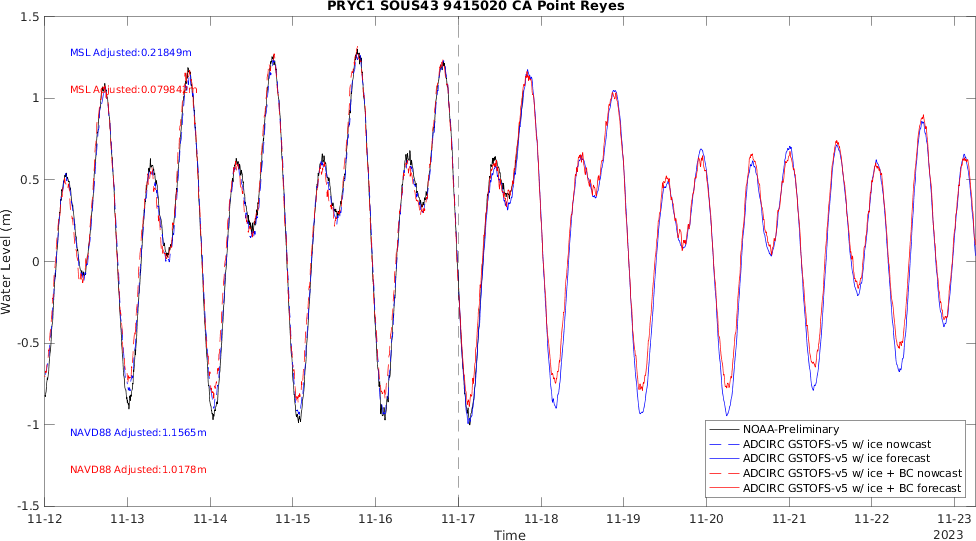 PRYC1 SOUS43 9415020 CA Point Reyes
1.5
1
0.5
0
-0.5
-1
-1.5
Water Level (m)
MSL Adjusted:0.21849m
MSL Adjusted:0.079842m
NAVD88 Adjusted:1.1565m
NAVD88 Adjusted:1.0178m
NOAA-Preliminary
ADCIRC GSTOFS-v5 w/ ice nowcast
ADCIRC GSTOFS-v5 w/ ice forecast
ADCIRC GSTOFS-v5 w/ ice + BC nowcast
ADCIRC GSTOFS-v5 w/ ice + BC forecast
11-12 11-13 11-14 11-15 11-16 11-17 11-18 11-19 11-20 11-21 11-22 11-23
Time
2023